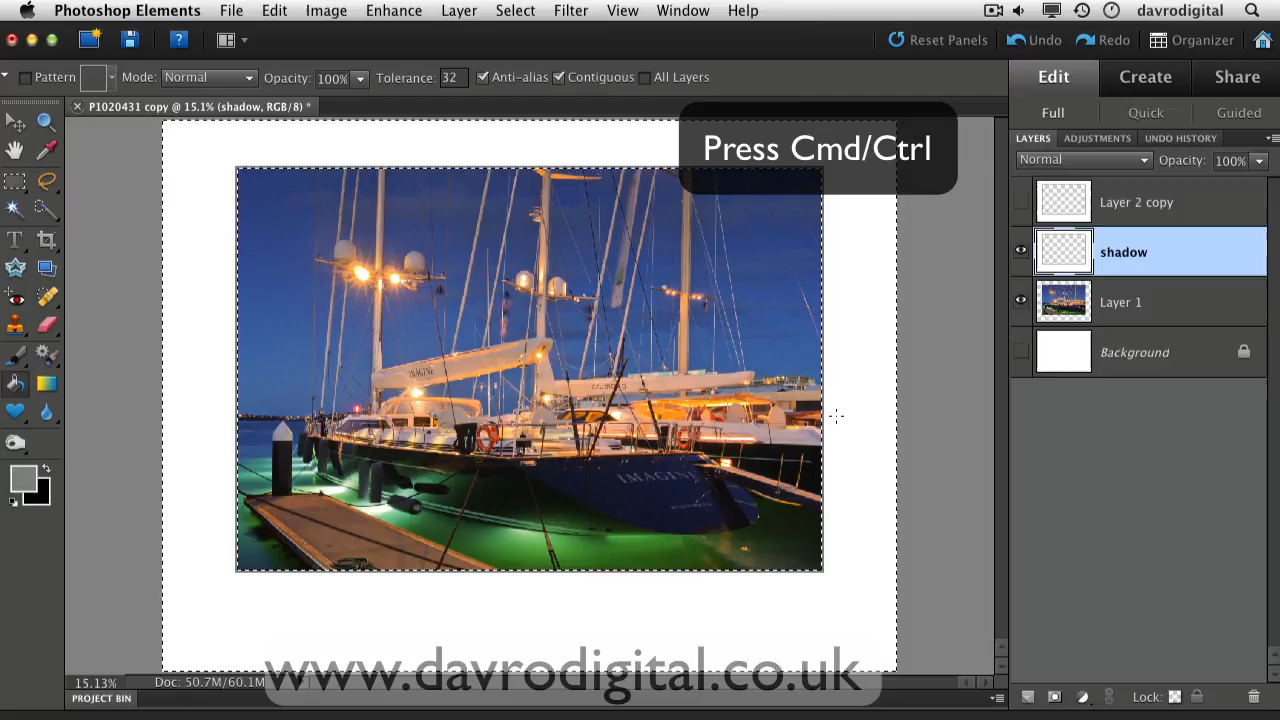 Photoshop Elements File Edit Image Enhance Layer Select Filter View Window Help davrodigital
Reset Panels Undo Redo Organizer
Pattern Mode: Normal Opacity: 100% Tolerance: 32 Anti-alias Contiguous All Layers
Edit Create Share
P1020431 copy @ 15.1% (shadow, RGB/8) *
Full Quick Guided
LAYERS ADJUSTMENTS UNDO HISTORY
Normal Opacity: 100%
Press Cmd/Ctrl
Layer 2 copy
shadow
Layer 1
Background
IMAGINE
IMAGINE
www.davrodigital.co.uk
15.13% Doc: 50.7M/60.1M
PROJECT BIN
Lock: